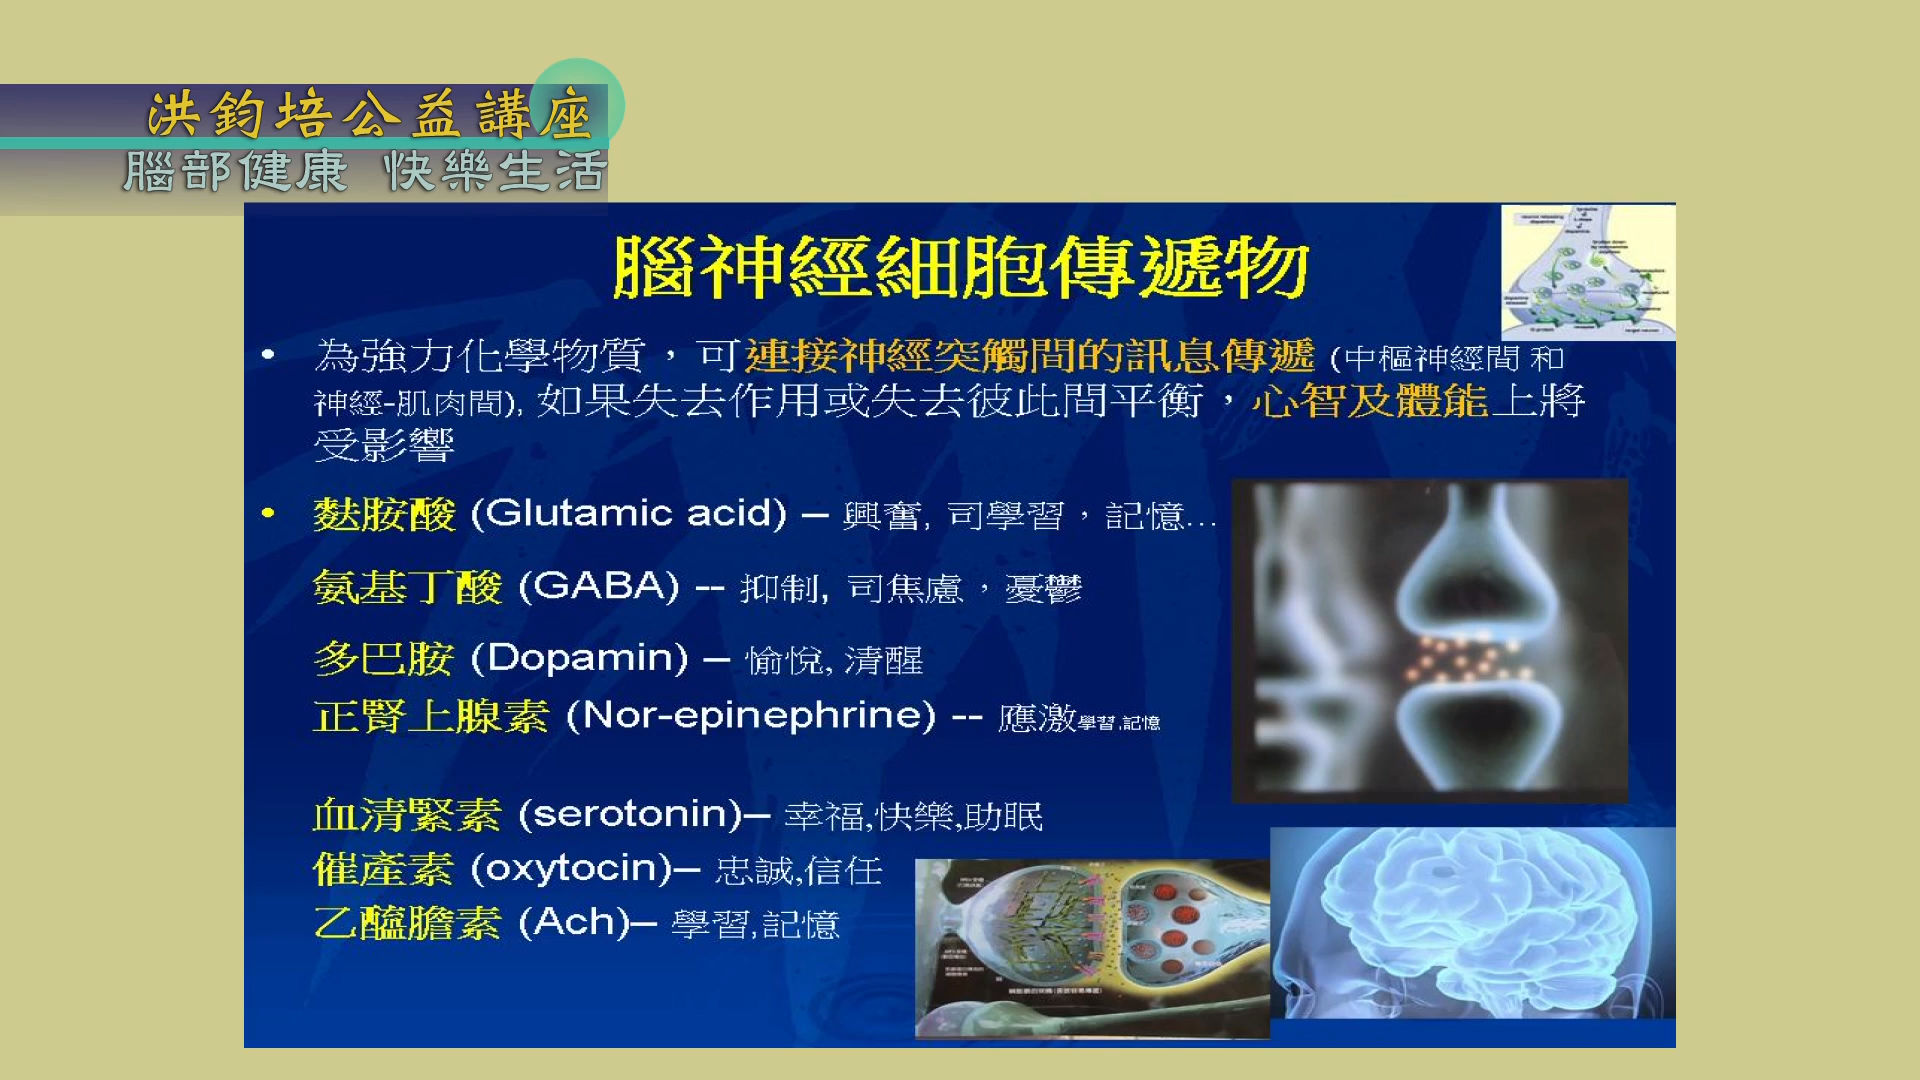 洪鈞培公益講座
腦部健康 快樂生活
腦神經細胞傳遞物
• 為強力化學物質，可連接神經突觸間的訊息傳遞 (中樞神經間 和
神經-肌肉間), 如果失去作用或失去彼此間平衡，心智及體能上將
受影響
• 麩胺酸 (Glutamic acid) – 興奮, 司學習，記憶...
氨基丁酸 (GABA) -- 抑制, 司焦慮，憂鬱
多巴胺 (Dopamin) – 愉悅, 清醒
正腎上腺素 (Nor-epinephrine) -- 應激學習,記憶
血清緊素 (serotonin)– 幸福,快樂,助眠
催產素 (oxytocin)– 忠誠,信任
乙醯膽素 (Ach)– 學習,記憶